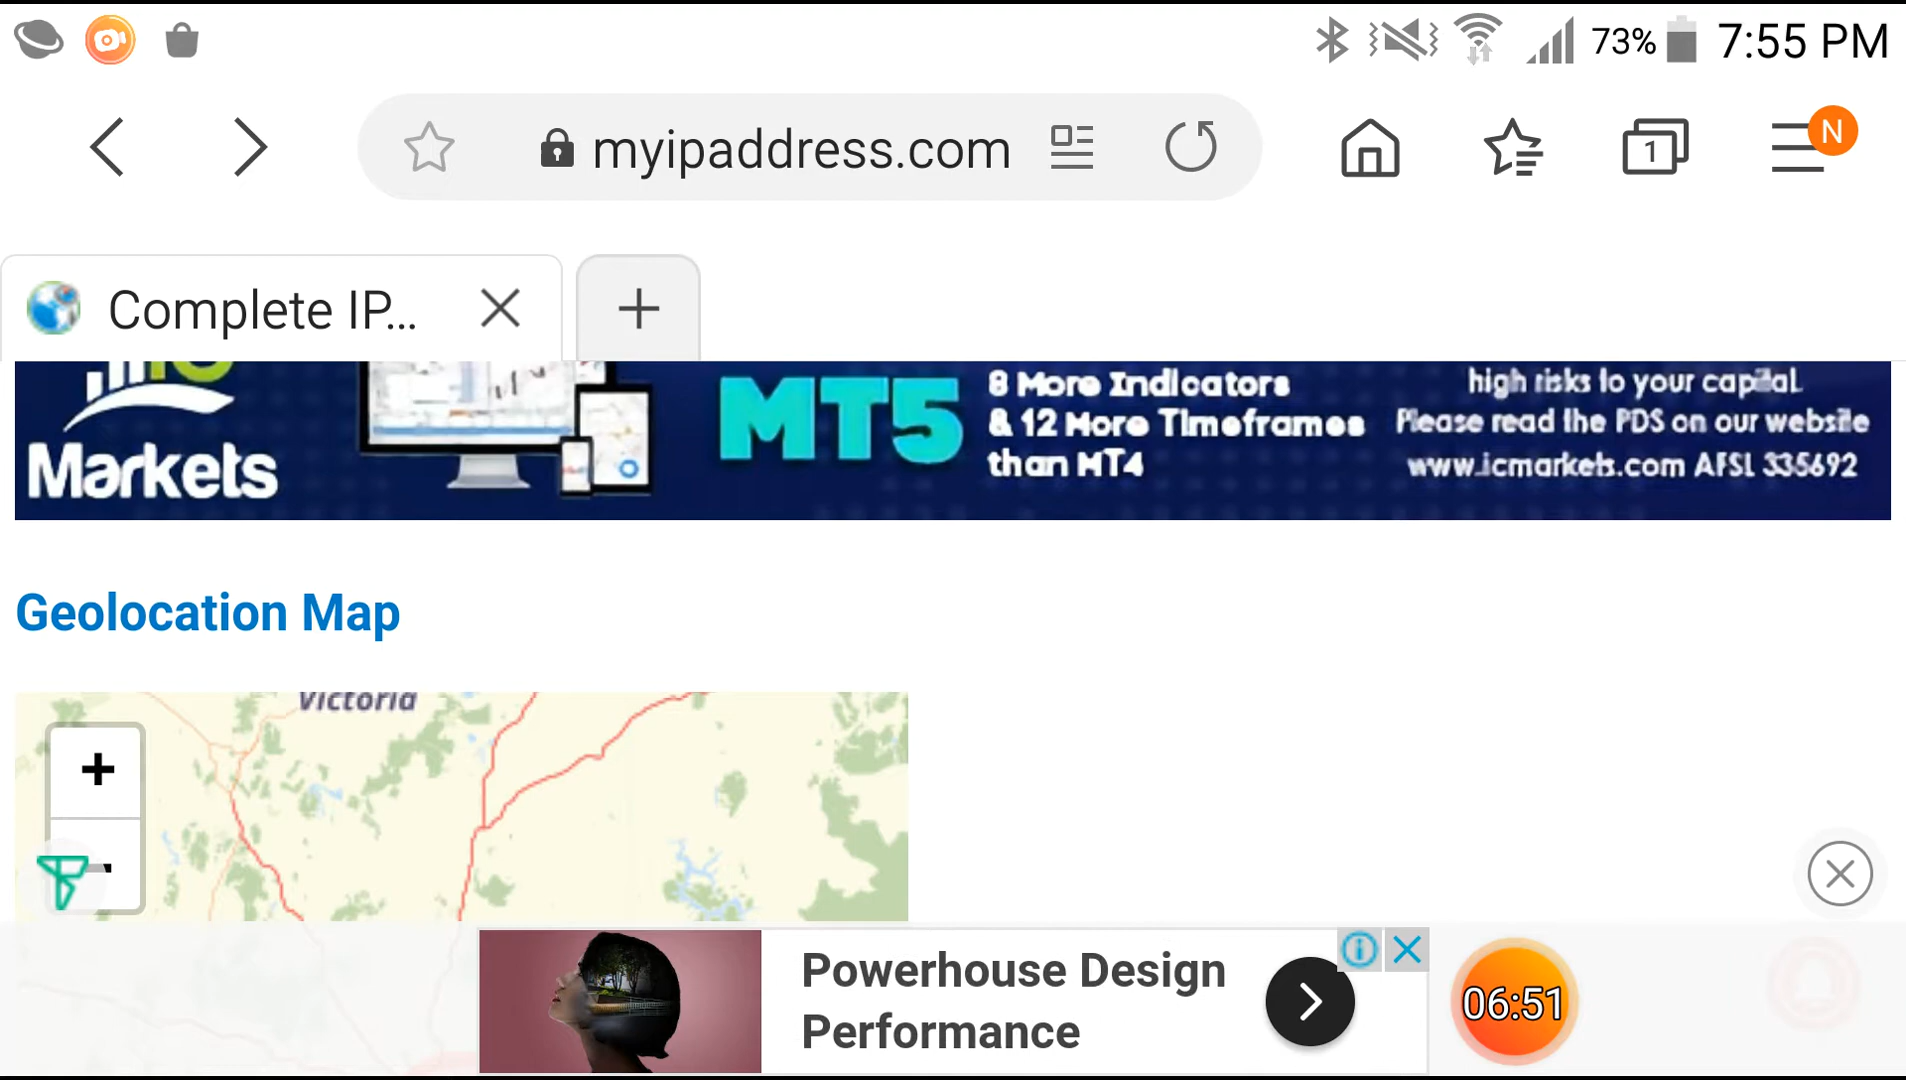 73% 7:55 PM
myipaddress.com
1
N
Complete IP...
Markets
MT5
8 More Indicators
& 12 More Timeframes
than MT4
high risks to your capital.
Please read the PDS on our website
www.icmarkets.com AFSL 335692
Geolocation Map
Victoria
+
-
Powerhouse Design
Performance
06:51